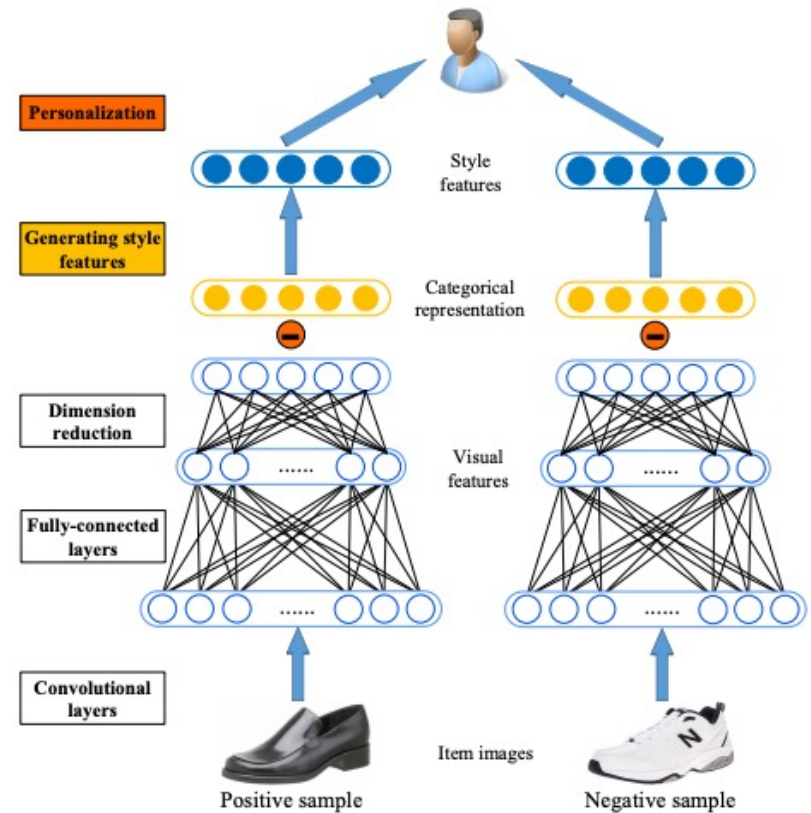 Personalization
Style
features
Generating style
features
Categorical
representation
Dimension
reduction
......
......
Visual
features
Fully-connected
layers
......
......
Convolutional
layers
N
Item images
Positive sample
Negative sample